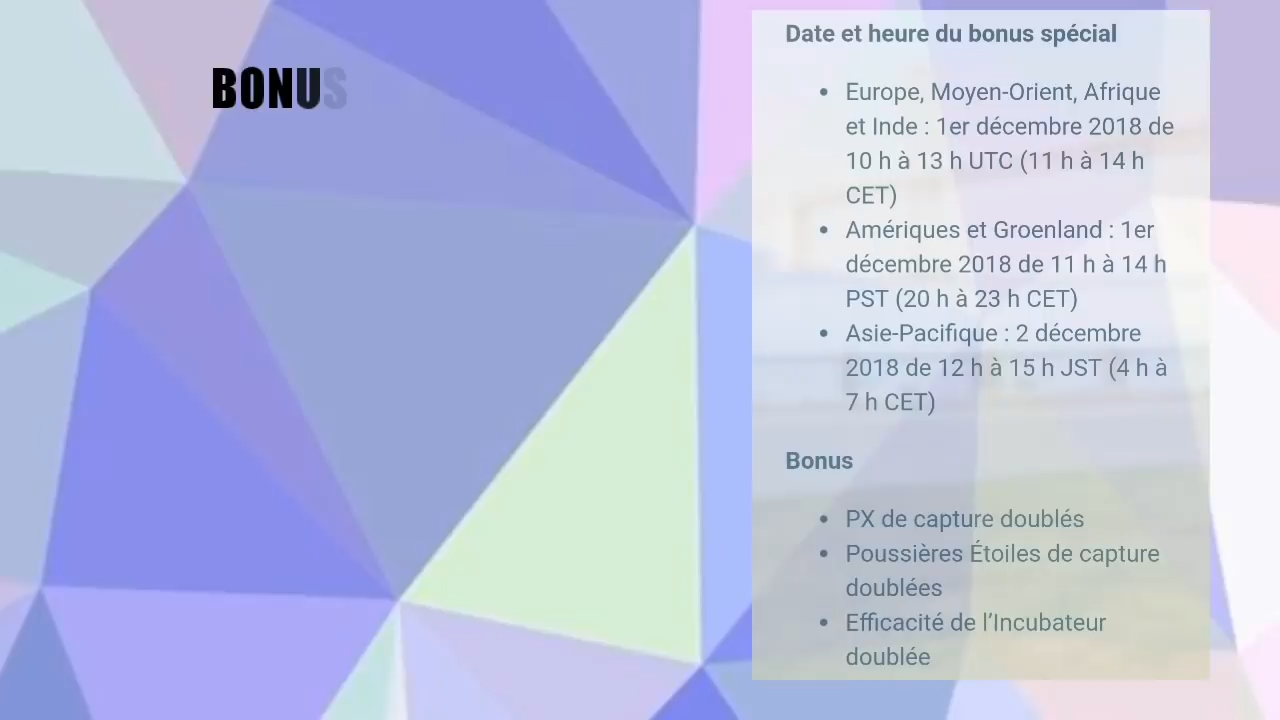 BONUS
Date et heure du bonus spécial
• Europe, Moyen-Orient, Afrique
et Inde : 1er décembre 2018 de
10 h à 13 h UTC (11 h à 14 h
CET)
• Amériques et Groenland : 1er
décembre 2018 de 11 h à 14 h
PST (20 h à 23 h CET)
• Asie-Pacifique : 2 décembre
2018 de 12 h à 15 h JST (4 h à
7 h CET)
Bonus
• PX de capture doublés
• Poussières Étoiles de capture
doublées
• Efficacité de l’Incubateur
doublée